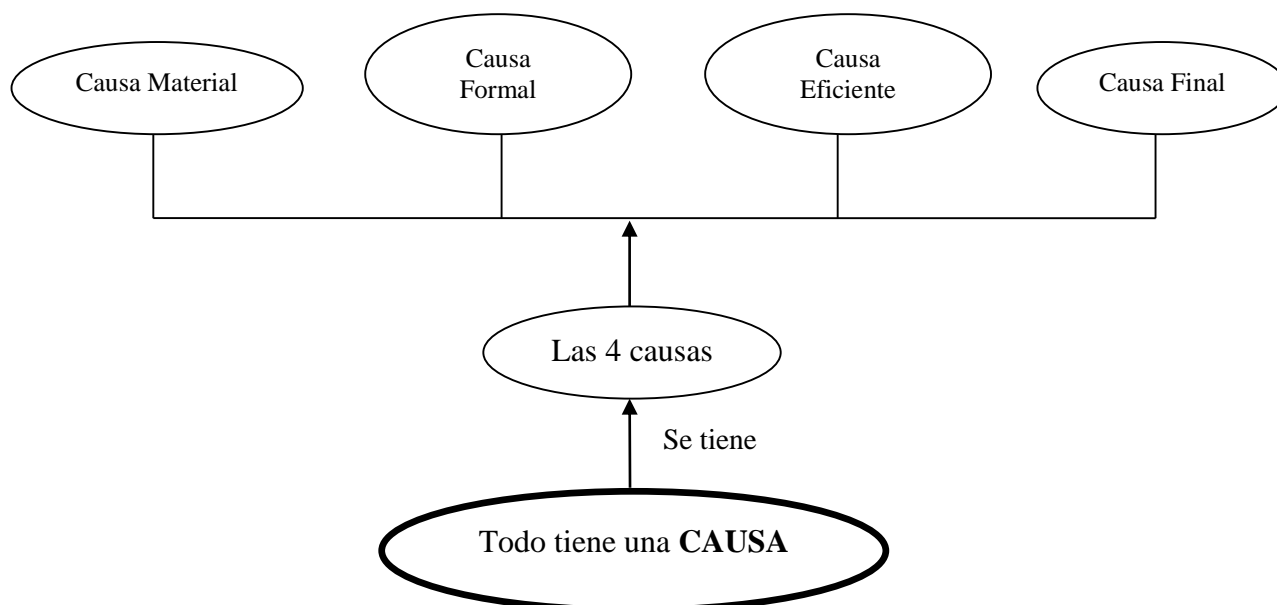 Causa Material
Causa
Formal
Causa
Eficiente
Causa Final
Las 4 causas
Se tiene
Todo tiene una CAUSA